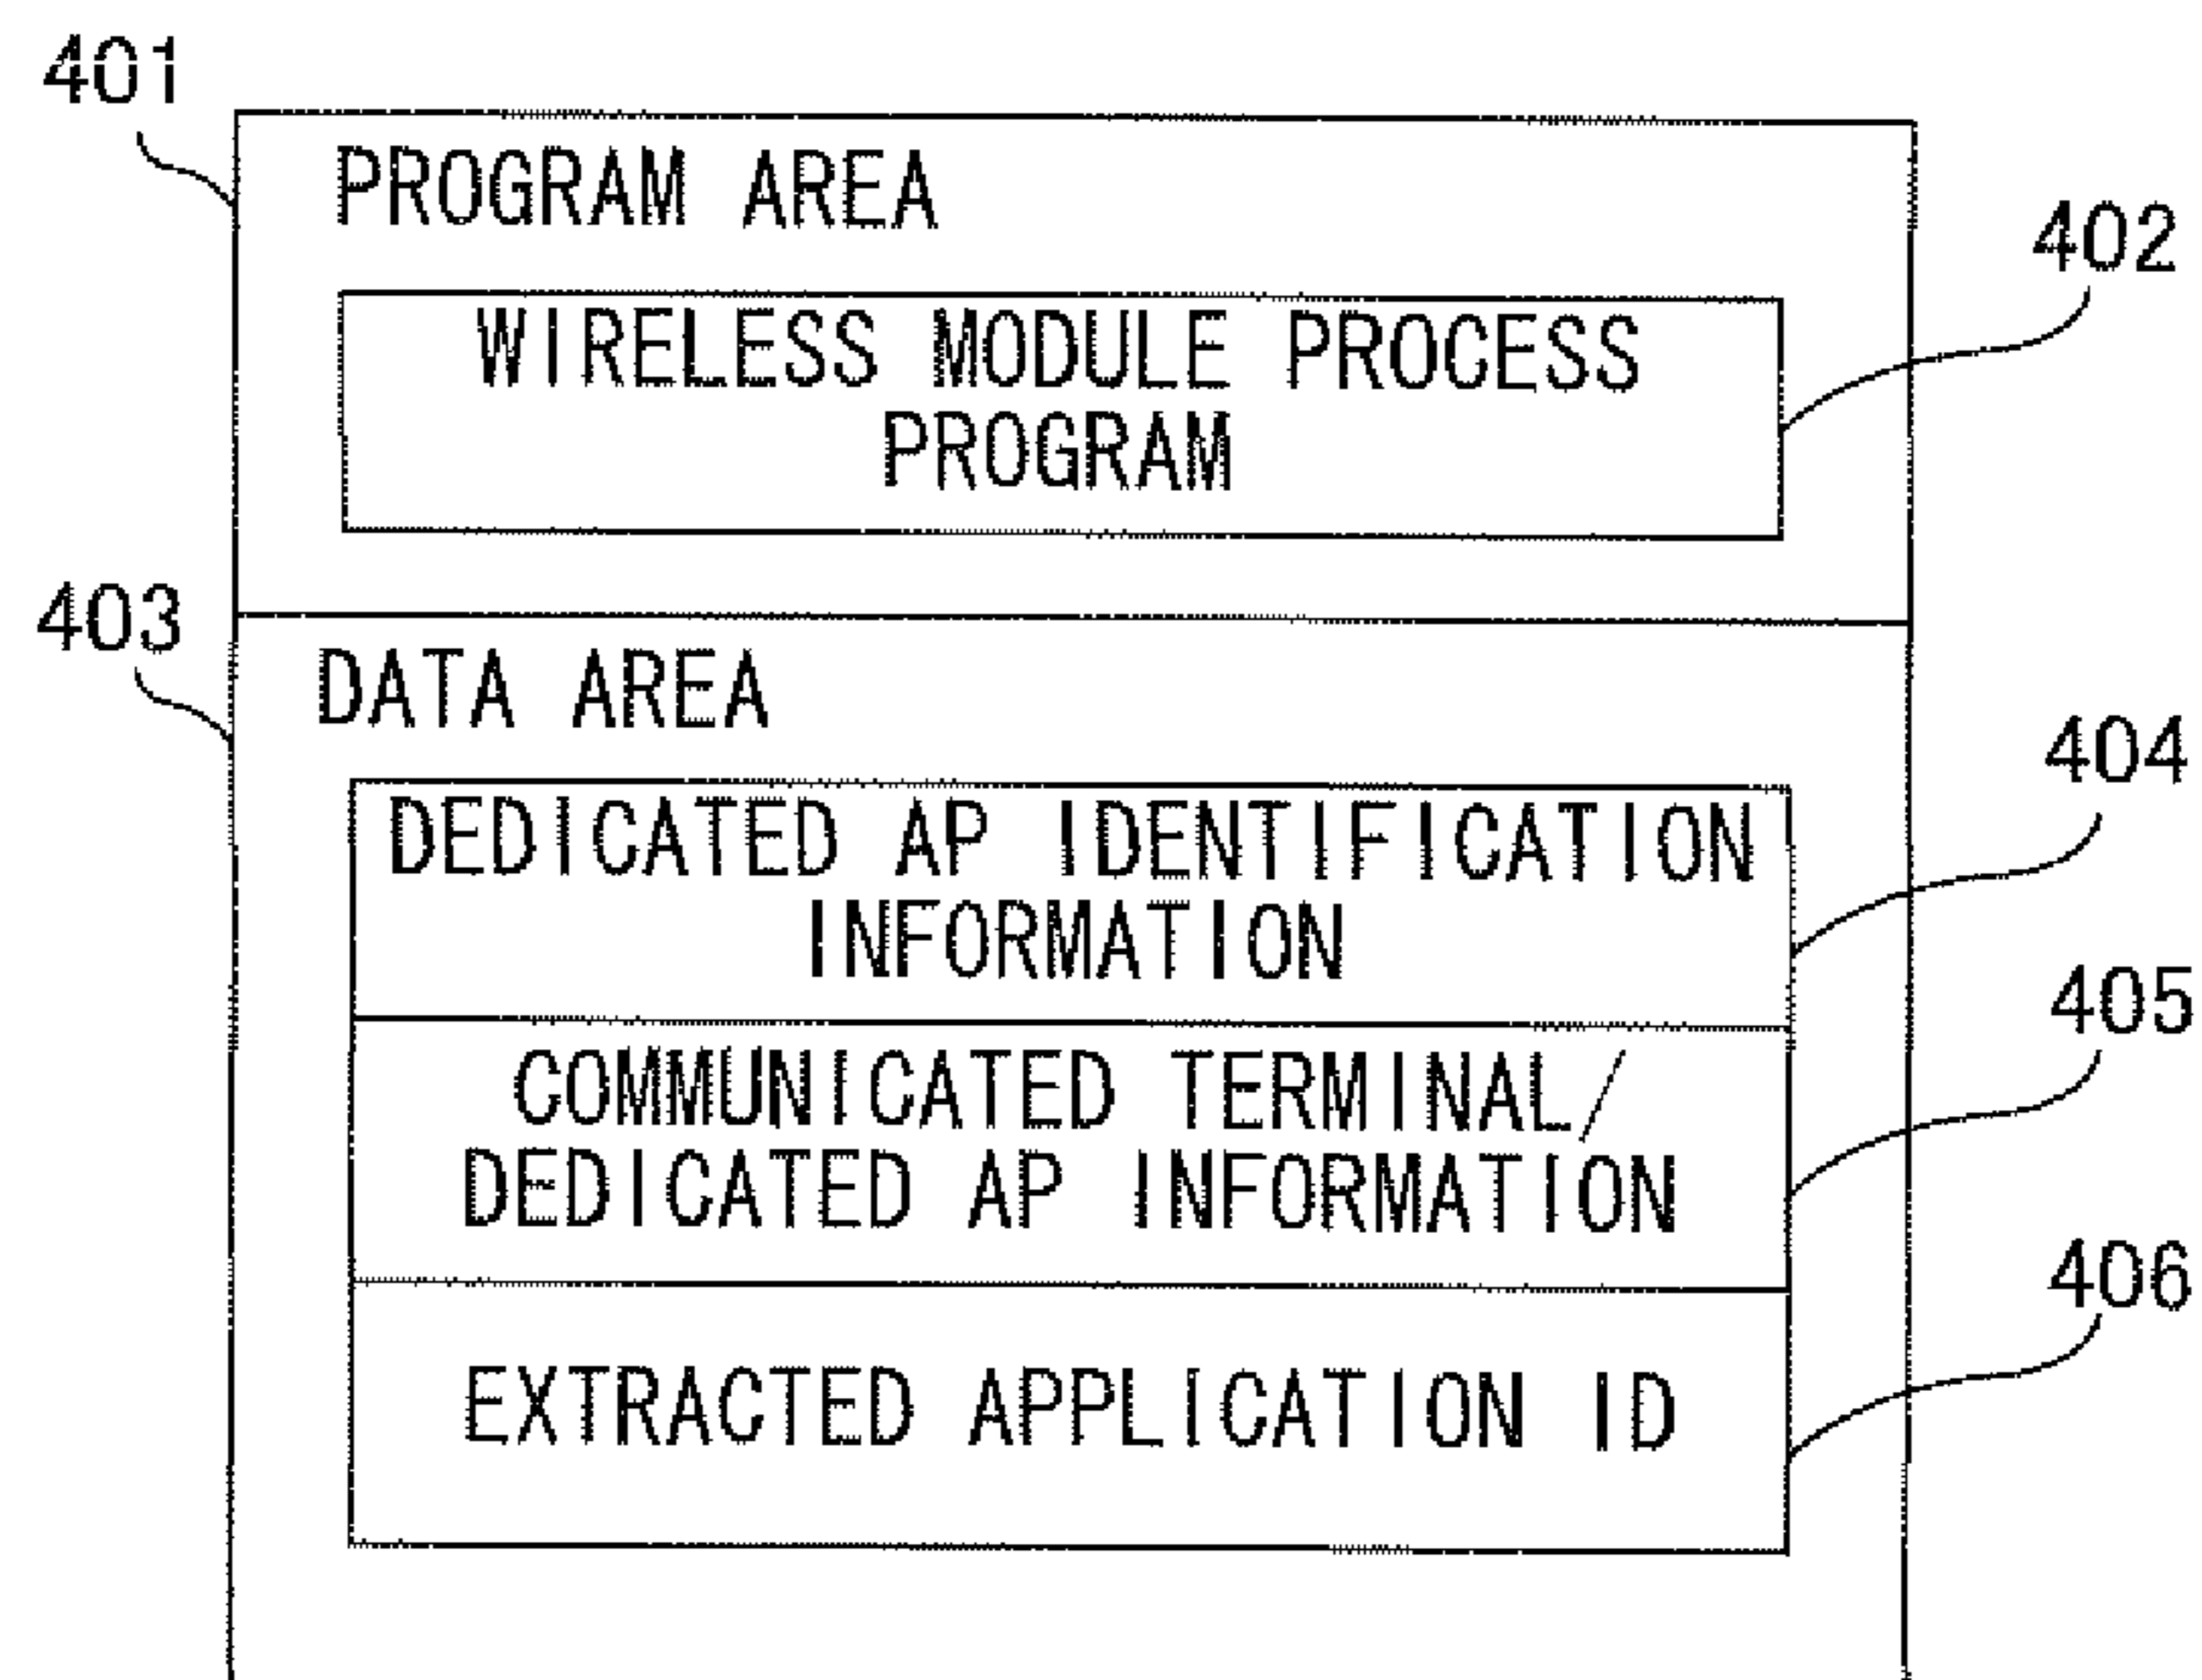 401
PROGRAM AREA
402
WIRELESS MODULE PROCESS
PROGRAM
403
DATA AREA
404
DEDICATED AP IDENTIFICATION
INFORMATION
405
COMMUNICATED TERMINAL/
DEDICATED AP INFORMATION
406
EXTRACTED APPLICATION ID